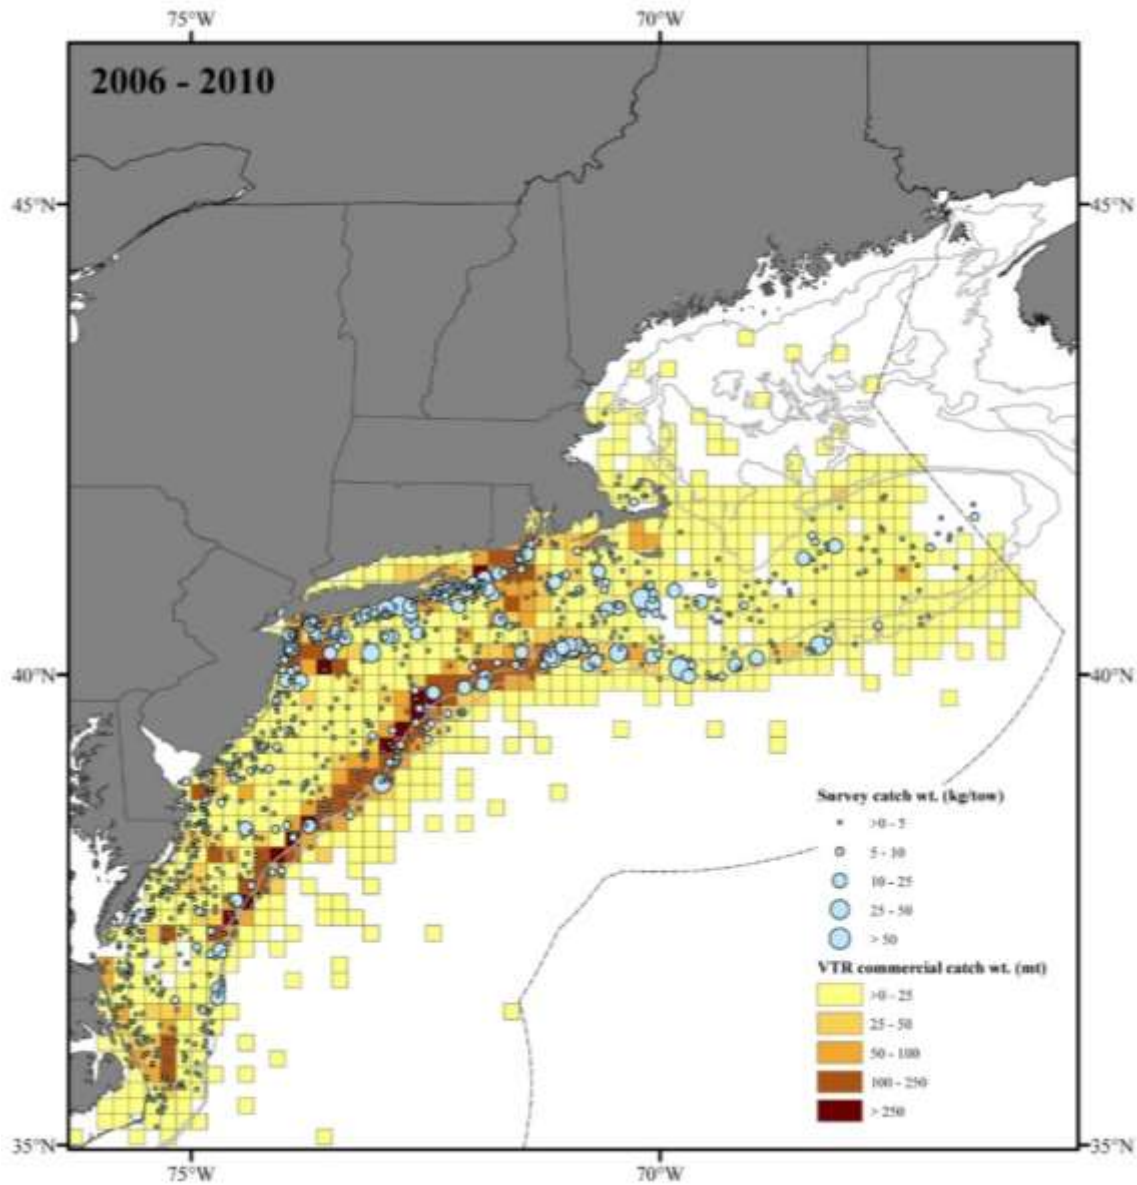 75°W 70°W
2006 - 2010
45°N 45°N
40°N 40°N
Survey catch wt. (kg/tow)
>0 - 5
5 - 10
10 - 25
25 - 50
> 50
VTR commercial catch wt. (mt)
>0 - 25
25 - 50
50 - 100
100 - 250
> 250
35°N 35°N
75°W 70°W